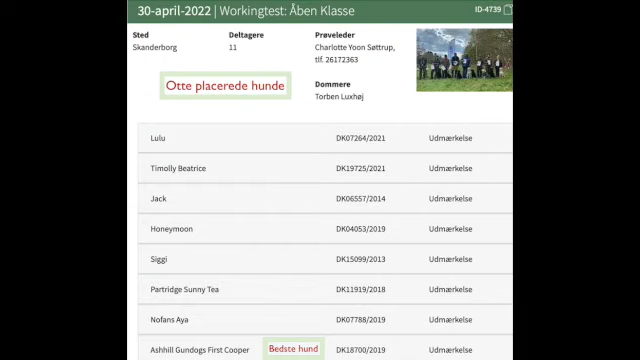 30-april-2022 | Workingtest: Åben Klasse ID-4739
Sted Deltagere Prøveleder
Skanderborg 11 Charlotte Yoon Søttrup,
tlf. 26172363
Otte placerede hunde
Dommere
Torben Luxhøj
Lulu DK07264/2021 Udmærkelse
Timolly Beatrice DK19725/2021 Udmærkelse
Jack DK06557/2014 Udmærkelse
Honeymoon DK04053/2019 Udmærkelse
Siggi DK15099/2013 Udmærkelse
Partridge Sunny Tea DK11919/2018 Udmærkelse
Nofans Aya DK07788/2019 Udmærkelse
Ashhill Gundogs First Cooper Bedste hund DK18700/2019 Udmærkelse